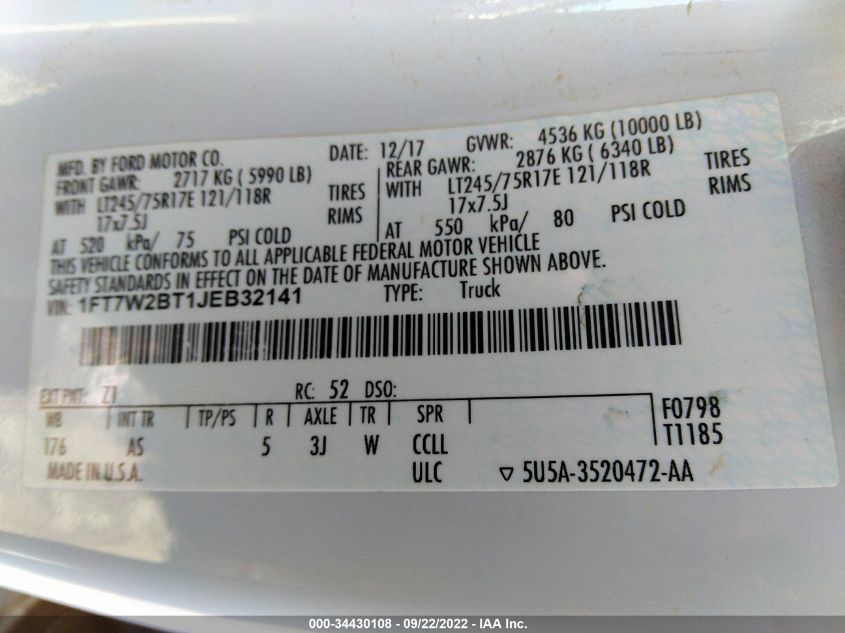 MFD. BY FORD MOTOR CO. DATE: 12/17 GVWR: 4536 KG (10000 LB)
FRONT GAWR: 2717 KG ( 5990 LB) REAR GAWR: 2876 KG ( 6340 LB)
WITH LT245/75R17E 121/118R TIRES WITH LT245/75R17E 121/118R TIRES
17x7.5J RIMS 17x7.5J RIMS
AT 520 kPa/ 75 PSI COLD AT 550 kPa/ 80 PSI COLD
THIS VEHICLE CONFORMS TO ALL APPLICABLE FEDERAL MOTOR VEHICLE
SAFETY STANDARDS IN EFFECT ON THE DATE OF MANUFACTURE SHOWN ABOVE.
VIN: 1FT7W2BT1JEB32141 TYPE: Truck
EXT PNT: Z1 RC: 52 DSO:
WB INT TR TP/PS R AXLE TR SPR F0798
176 AS 5 3J W CCLL T1185
MADE IN U.S.A. ULC ▽ 5U5A-3520472-AA
000-34430108 - 09/22/2022 - IAA Inc.